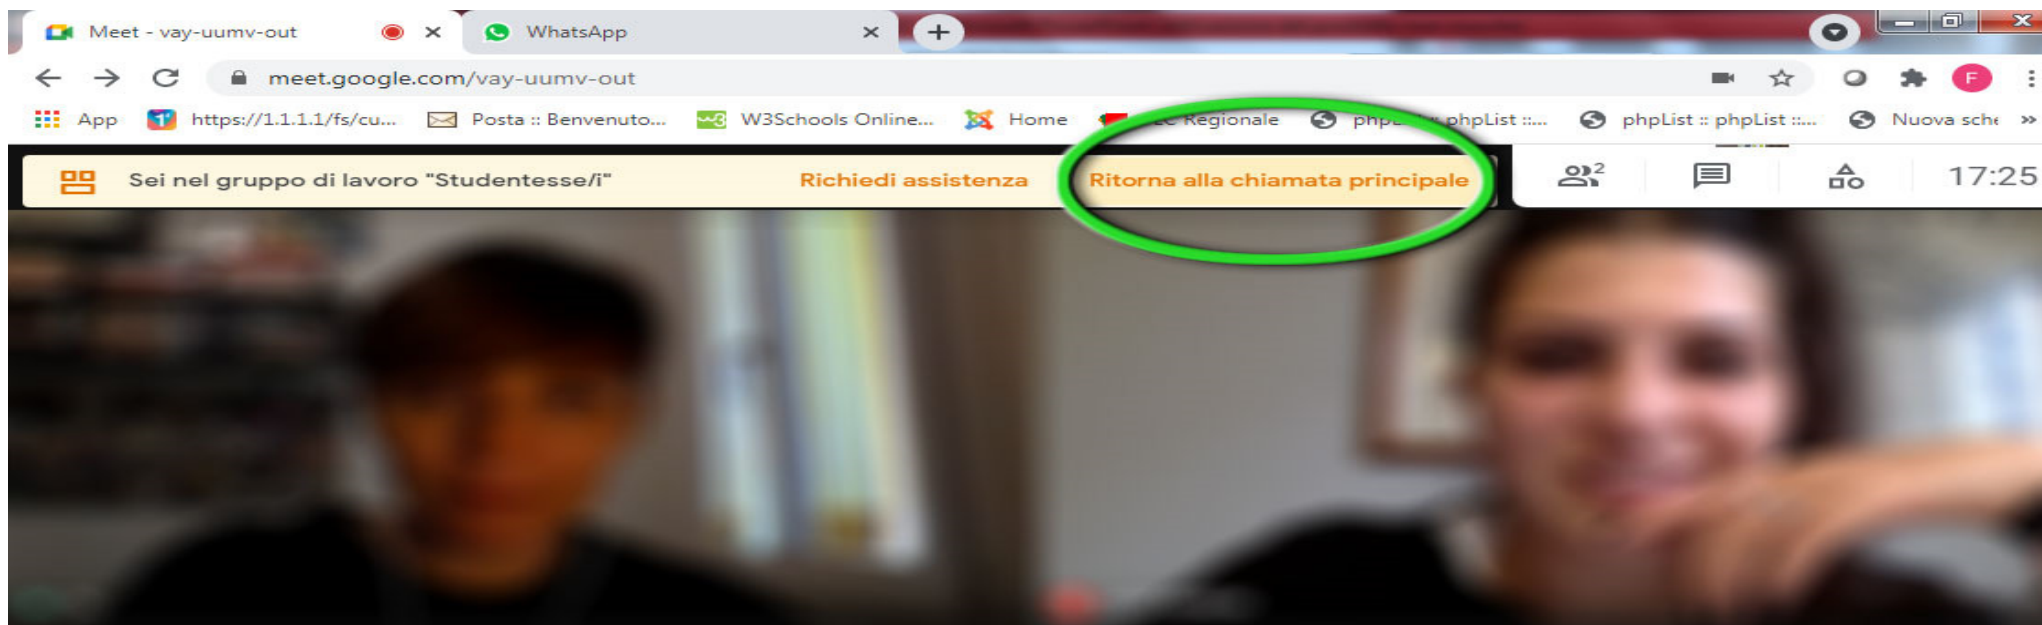 Meet - vay-uumv-out
WhatsApp
meet.google.com/vay-uumv-out
F
App https://1.1.1.1/fs/cu... Posta :: Benvenuto... W3Schools Online... Home Regionale phpList :: phpList ::... phpList :: phpList ::... Nuova sche »
Sei nel gruppo di lavoro "Studentesse/i" Richiedi assistenza Ritorna alla chiamata principale 2 17:25